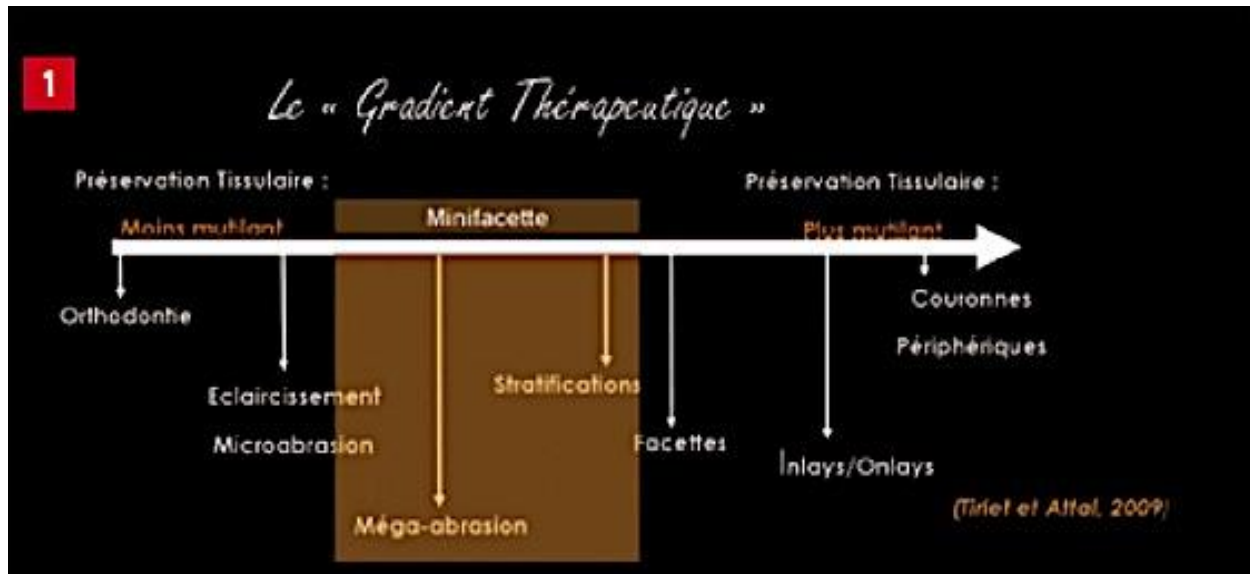 1
Le « Gradient Thérapeutique »
Préservation Tissulaire :
Moins mutilant
Préservation Tissulaire :
Plus mutilant
Minifacette
Orthodontie
Eclaircissement
Microabrasion
Méga-abrasion
Stratifications
Facettes
Inlays/Onlays
Couronnes
Périphériques
(Tirlet et Attal, 2009)